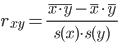 r_{xy} = \frac{\overline{x \cdot y} - \overline{x} \cdot \overline{y}}{s(x) \cdot s(y)}